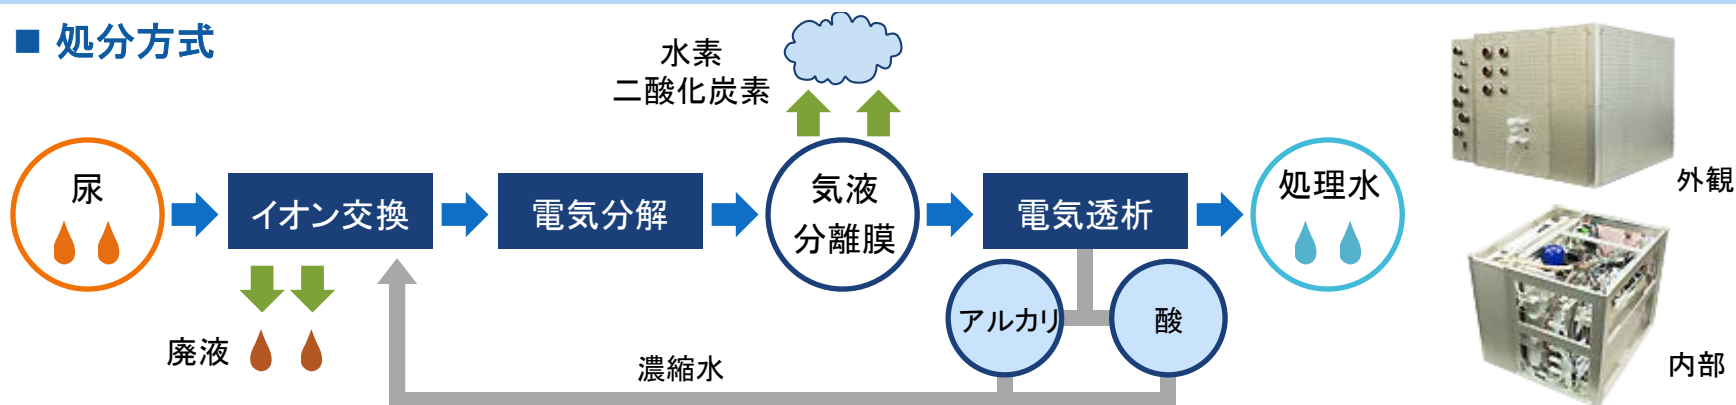 ■ 処分方式
水素
二酸化炭素
尿
イオン交換
電気分解
気液
分離膜
電気透析
処理水
廃液
アルカリ
酸
濃縮水
外観
内部